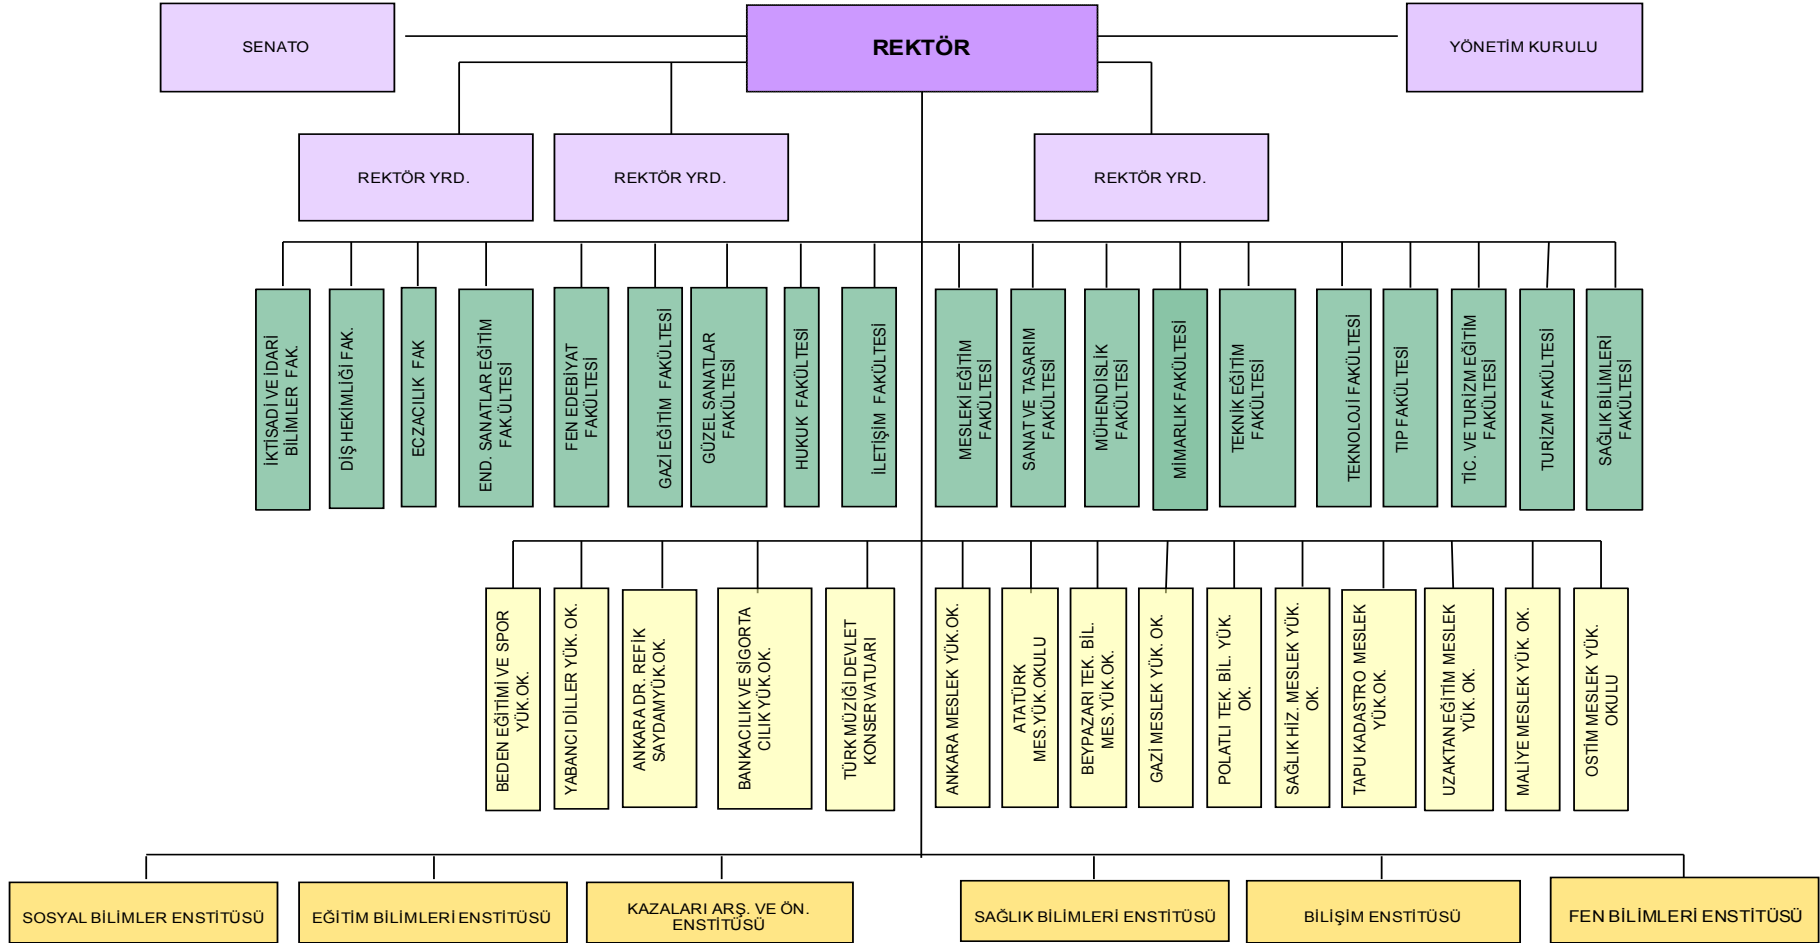 SENATO
REKTÖR
YÖNETİM KURULU
REKTÖR YRD.
REKTÖR YRD.
REKTÖR YRD.
İKTİSADİ VE İDARİ
BİLİMLER FAK.
DİŞ HEKİMLİĞİ FAK.
ECZACILIK FAK
END. SANATLAR EĞİTİM
FAK.ÜLTESİ
FEN EDEBİYAT
FAKÜLTESİ
GAZİ EĞİTİM FAKÜLTESİ
GÜZEL SANATLAR
FAKÜLTESİ
HUKUK FAKÜLTESİ
İLETİŞİM FAKÜLTESİ
MESLEKİ EĞİTİM
FAKÜLTESİ
SANAT VE TASARIM
FAKÜLTESİ
MÜHENDİSLİK
FAKÜLTESİ
MİMARLIK FAKÜLTESİ
TEKNİK EĞİTİM
FAKÜLTESİ
TEKNOLOJİ FAKÜLTESİ
TIP FAKÜLTESİ
TİC. VE TURİZM EĞİTİM
FAKÜLTESİ
TURİZM FAKÜLTESİ
SAĞLIK BİLİMLERİ
FAKÜLTESİ
BEDEN EĞİTİMİ VE SPOR
YÜK.OK.
YABANCI DİLLER YÜK. OK.
ANKARA DR. REFİK
SAYDAMYÜK.OK.
BANKACILIK VE SİGORTA
CILIK YÜK.OK.
TÜRK MÜZİĞİ DEVLET
KONSERVATUARI
ANKARA MESLEK YÜK.OK.
ATATÜRK
MES.YÜK.OKULU
BEYPAZARI TEK. BİL.
MES.YÜK.OK.
GAZİ MESLEK YÜK. OK.
POLATLI TEK. BİL. YÜK.
OK.
SAĞLIK HİZ. MESLEK YÜK.
OK.
TAPU KADASTRO MESLEK
YÜK.OK.
UZAKTAN EĞİTİM MESLEK
YÜK. OK.
MALİYE MESLEK YÜK. OK.
OSTİM MESLEK YÜK.
OKULU
SOSYAL BİLİMLER ENSTİTÜSÜ
EĞİTİM BİLİMLERİ ENSTİTÜSÜ
KAZALARI ARŞ. VE ÖN.
ENSTİTÜSÜ
SAĞLIK BİLİMLERİ ENSTİTÜSÜ
BİLİŞİM ENSTİTÜSÜ
FEN BİLİMLERİ ENSTİTÜSÜ